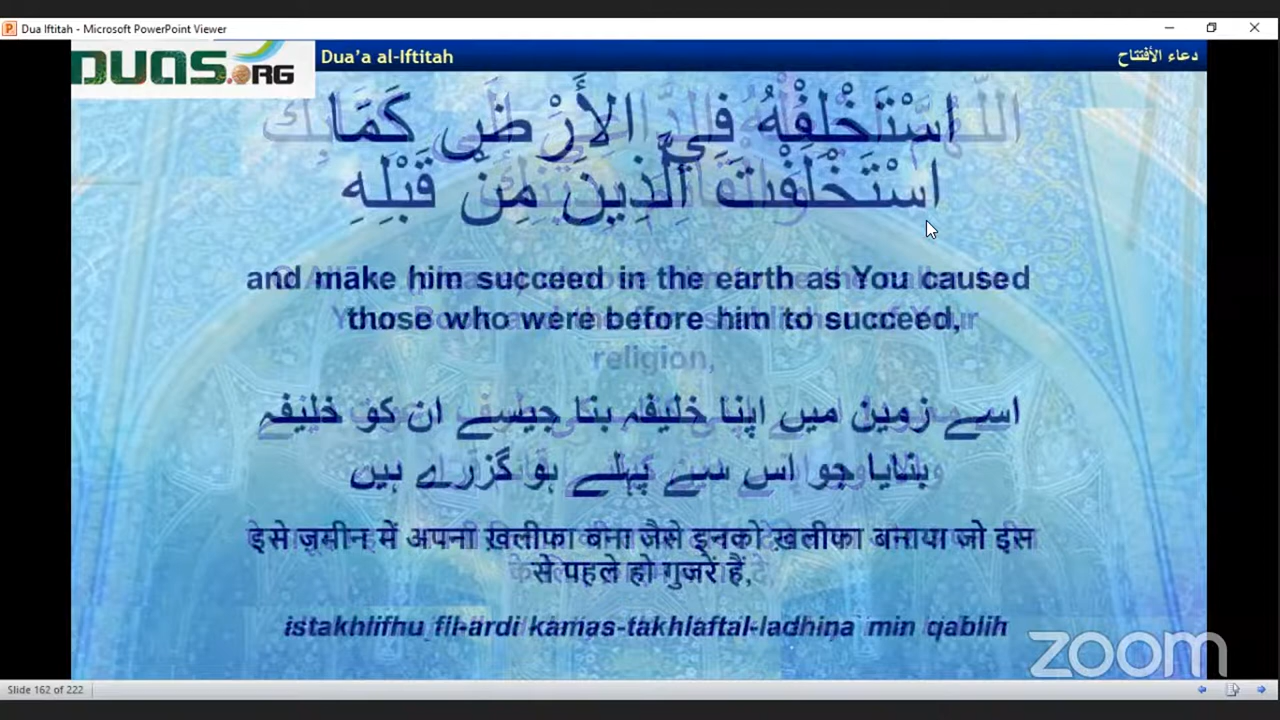 Dua Iftitah - Microsoft PowerPoint Viewer
DUAS.ORG
Dua'a al-Iftitah
دعاء الأفتتاح
اسْتَخْلِفْهُ فِي الارْضِ كَمَا
اسْتَخْلَفْتَ الَّذِينَ مِنْ قَبْلِهِ
and make him succeed in the earth as You caused
those who were before him to succeed,
religion,
اسے زمین میں اپنا خلیفہ بنا جیسے ان کو خلیفہ
بنایا جو اس سے پہلے ہو گزرے ہیں
इसे ज़मीन में अपनी ख़लीफा बना जैसे इनको ख़लीफा बनाया जो इस
से पहले हो गुजरें हैं,
istakhlifhu fil-ardi kamas-takhlaftal-ladhina min qablih
zoom
Slide 162 of 222